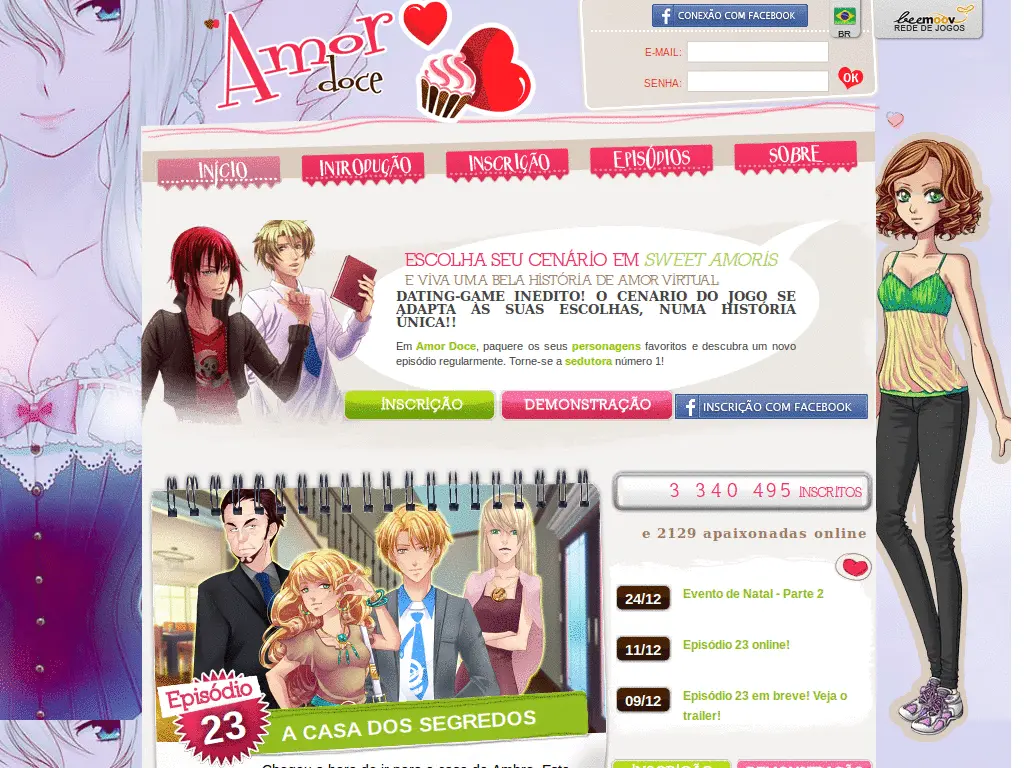 Amor
doce
CONEXÃO COM FACEBOOK
E-MAIL:
SENHA:
OK
BR
beemoov
REDE DE JOGOS
INÍCIO
INTRODUÇÃO
INSCRIÇÃO
EPISÓDIOS
SOBRE
ESCOLHA SEU CENÁRIO EM SWEET AMORIS
E VIVA UMA BELA HISTÓRIA DE AMOR VIRTUAL
DATING-GAME INEDITO! O CENARIO DO JOGO SE
ADAPTA ÀS SUAS ESCOLHAS, NUMA HISTÓRIA
ÚNICA!!
Em Amor Doce, paquere os seus personagens favoritos e descubra um novo
episódio regularmente. Torne-se a sedutora número 1!
INSCRIÇÃO
DEMONSTRAÇÃO
INSCRIÇÃO COM FACEBOOK
3 340 495 INSCRITOS
e 2129 apaixonadas online
24/12 Evento de Natal - Parte 2
11/12 Episódio 23 online!
09/12 Episódio 23 em breve! Veja o
trailer!
Episódio
23
A CASA DOS SEGREDOS
Chegou a hora de ir para a casa da Ambre. Este
INSCRIÇÃO
DEMONSTRAÇÃO